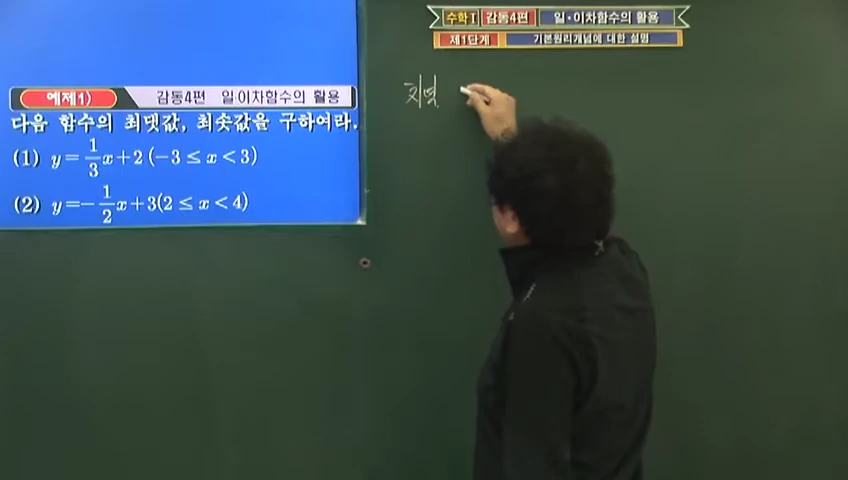 수학Ⅰ 감동4편 일·이차함수의 활용
제1단계 기본원리개념에 대한 설명
예제1) 감동4편 일·이차함수의 활용
다음 함수의 최댓값, 최솟값을 구하여라.
(1) y=1/3x+2 (-3 ≤ x < 3)
(2) y=-1/2x+3(2 ≤ x < 4)
치역